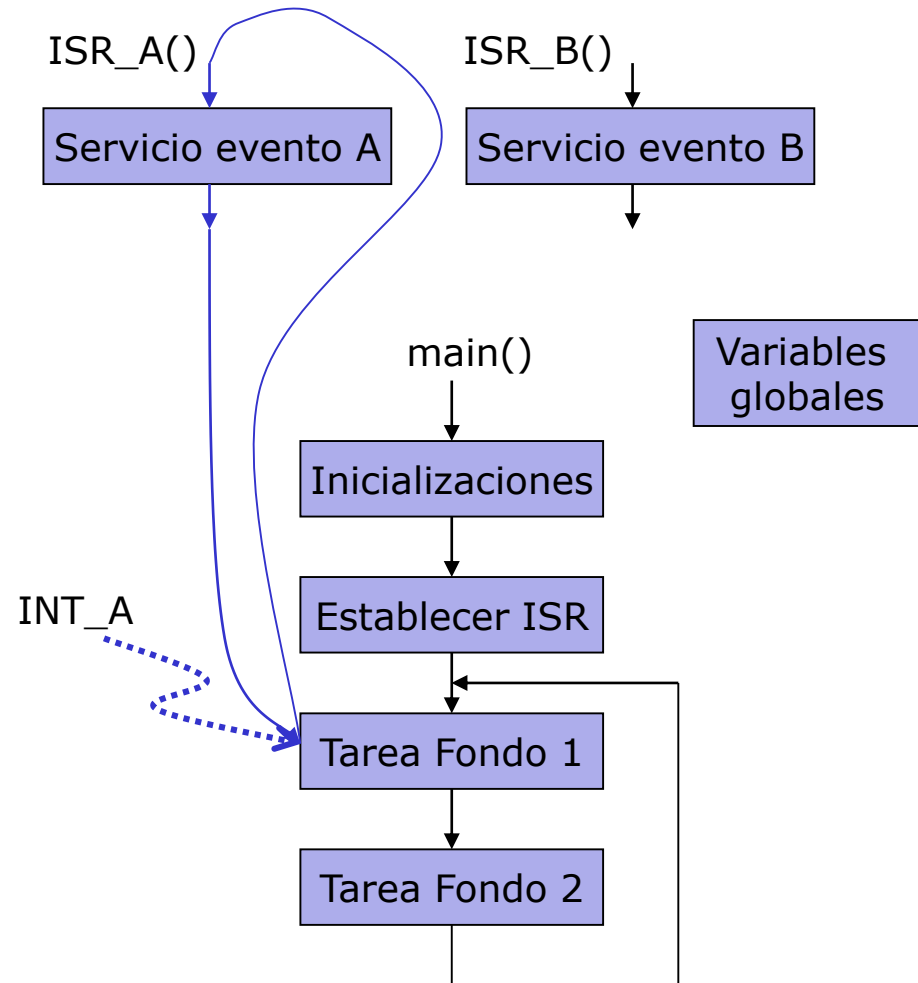 ISR_A()
ISR_B()
Servicio evento A
Servicio evento B
main()
Variables
globales
Inicializaciones
Establecer ISR
INT_A
Tarea Fondo 1
Tarea Fondo 2